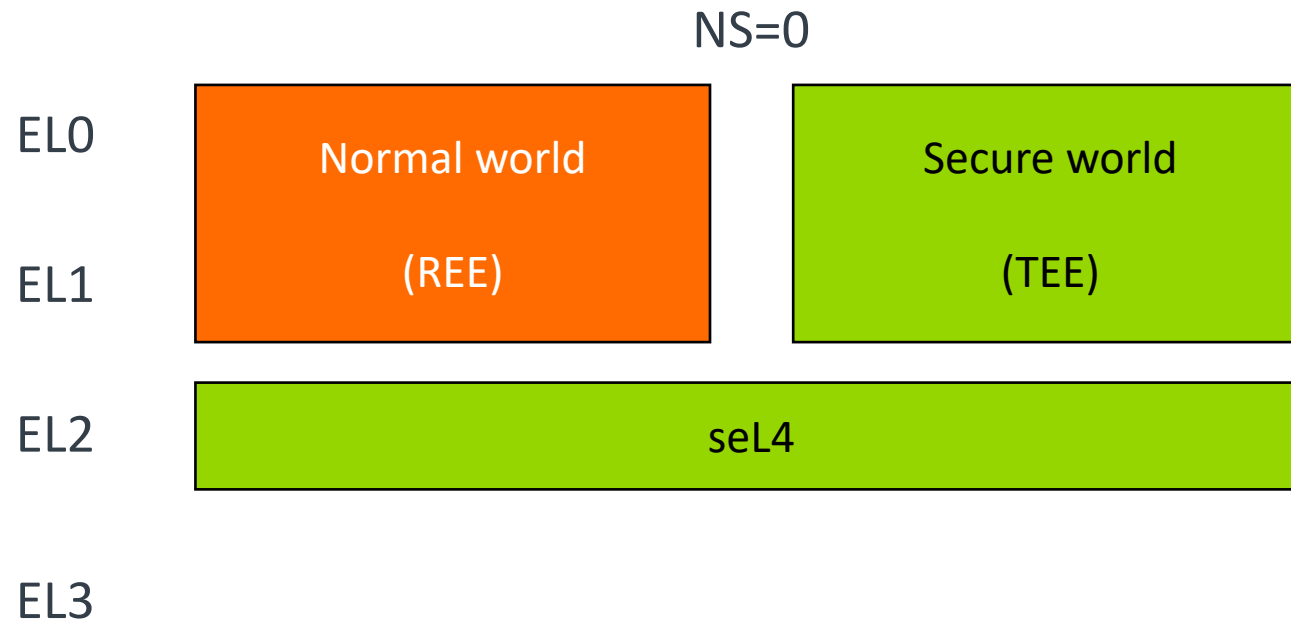 NS=0
EL0
Normal world
Secure world
EL1
(REE)
(TEE)
EL2
seL4
EL3